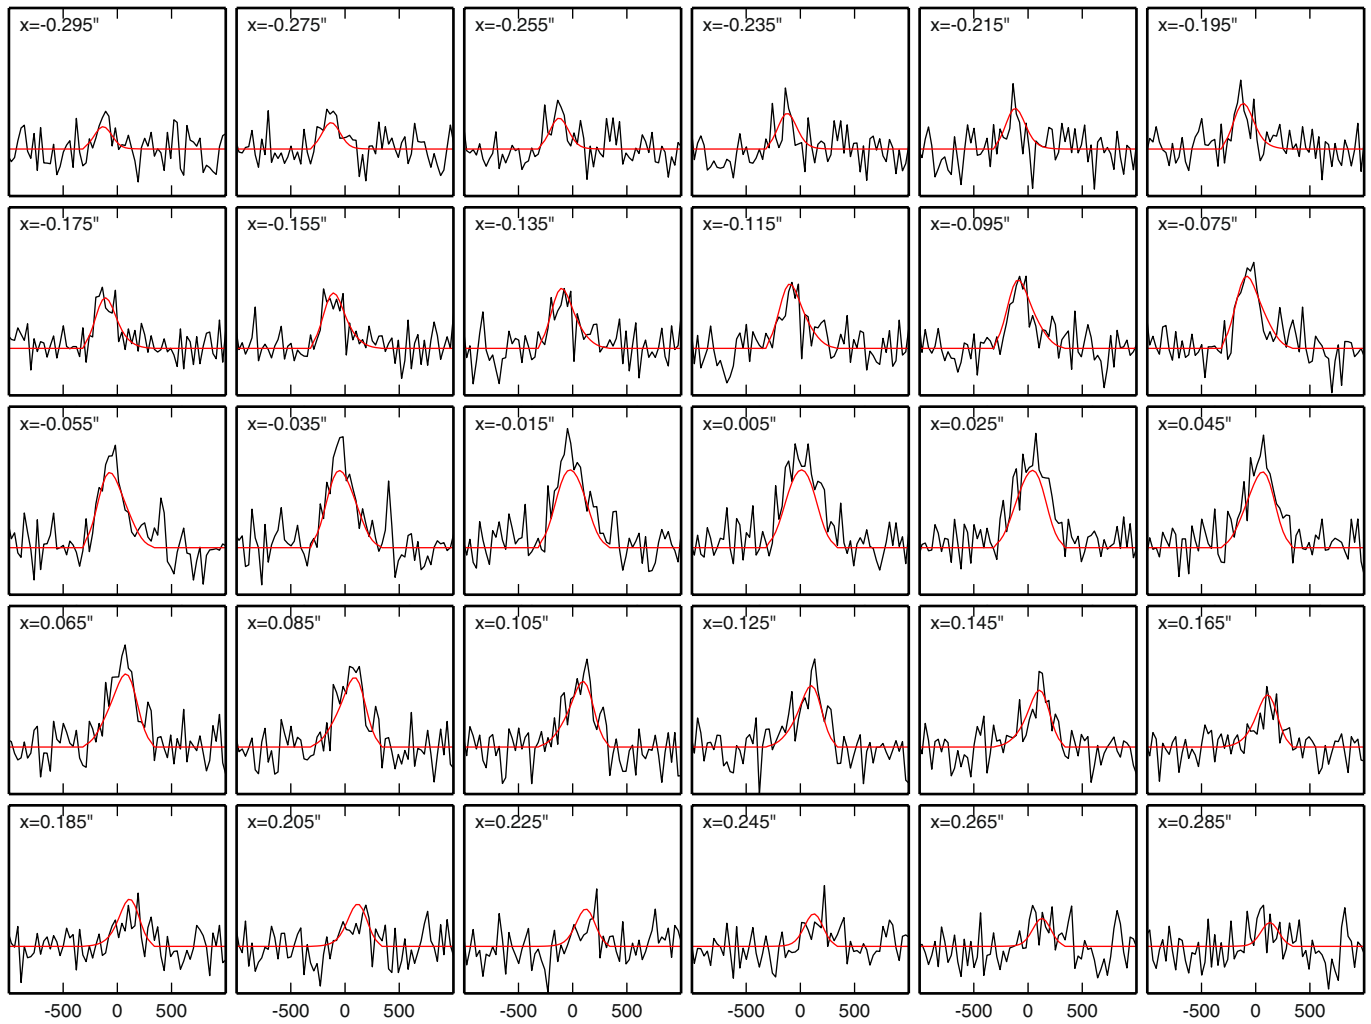 x=-0.295" x=-0.275" x=-0.255" x=-0.235" x=-0.215" x=-0.195"
x=-0.175" x=-0.155" x=-0.135" x=-0.115" x=-0.095" x=-0.075"
x=-0.055" x=-0.035" x=-0.015" x=0.005" x=0.025" x=0.045"
x=0.065" x=0.085" x=0.105" x=0.125" x=0.145" x=0.165"
x=0.185" x=0.205" x=0.225" x=0.245" x=0.265" x=0.285"
-500 0 500 -500 0 500 -500 0 500 -500 0 500 -500 0 500 -500 0 500